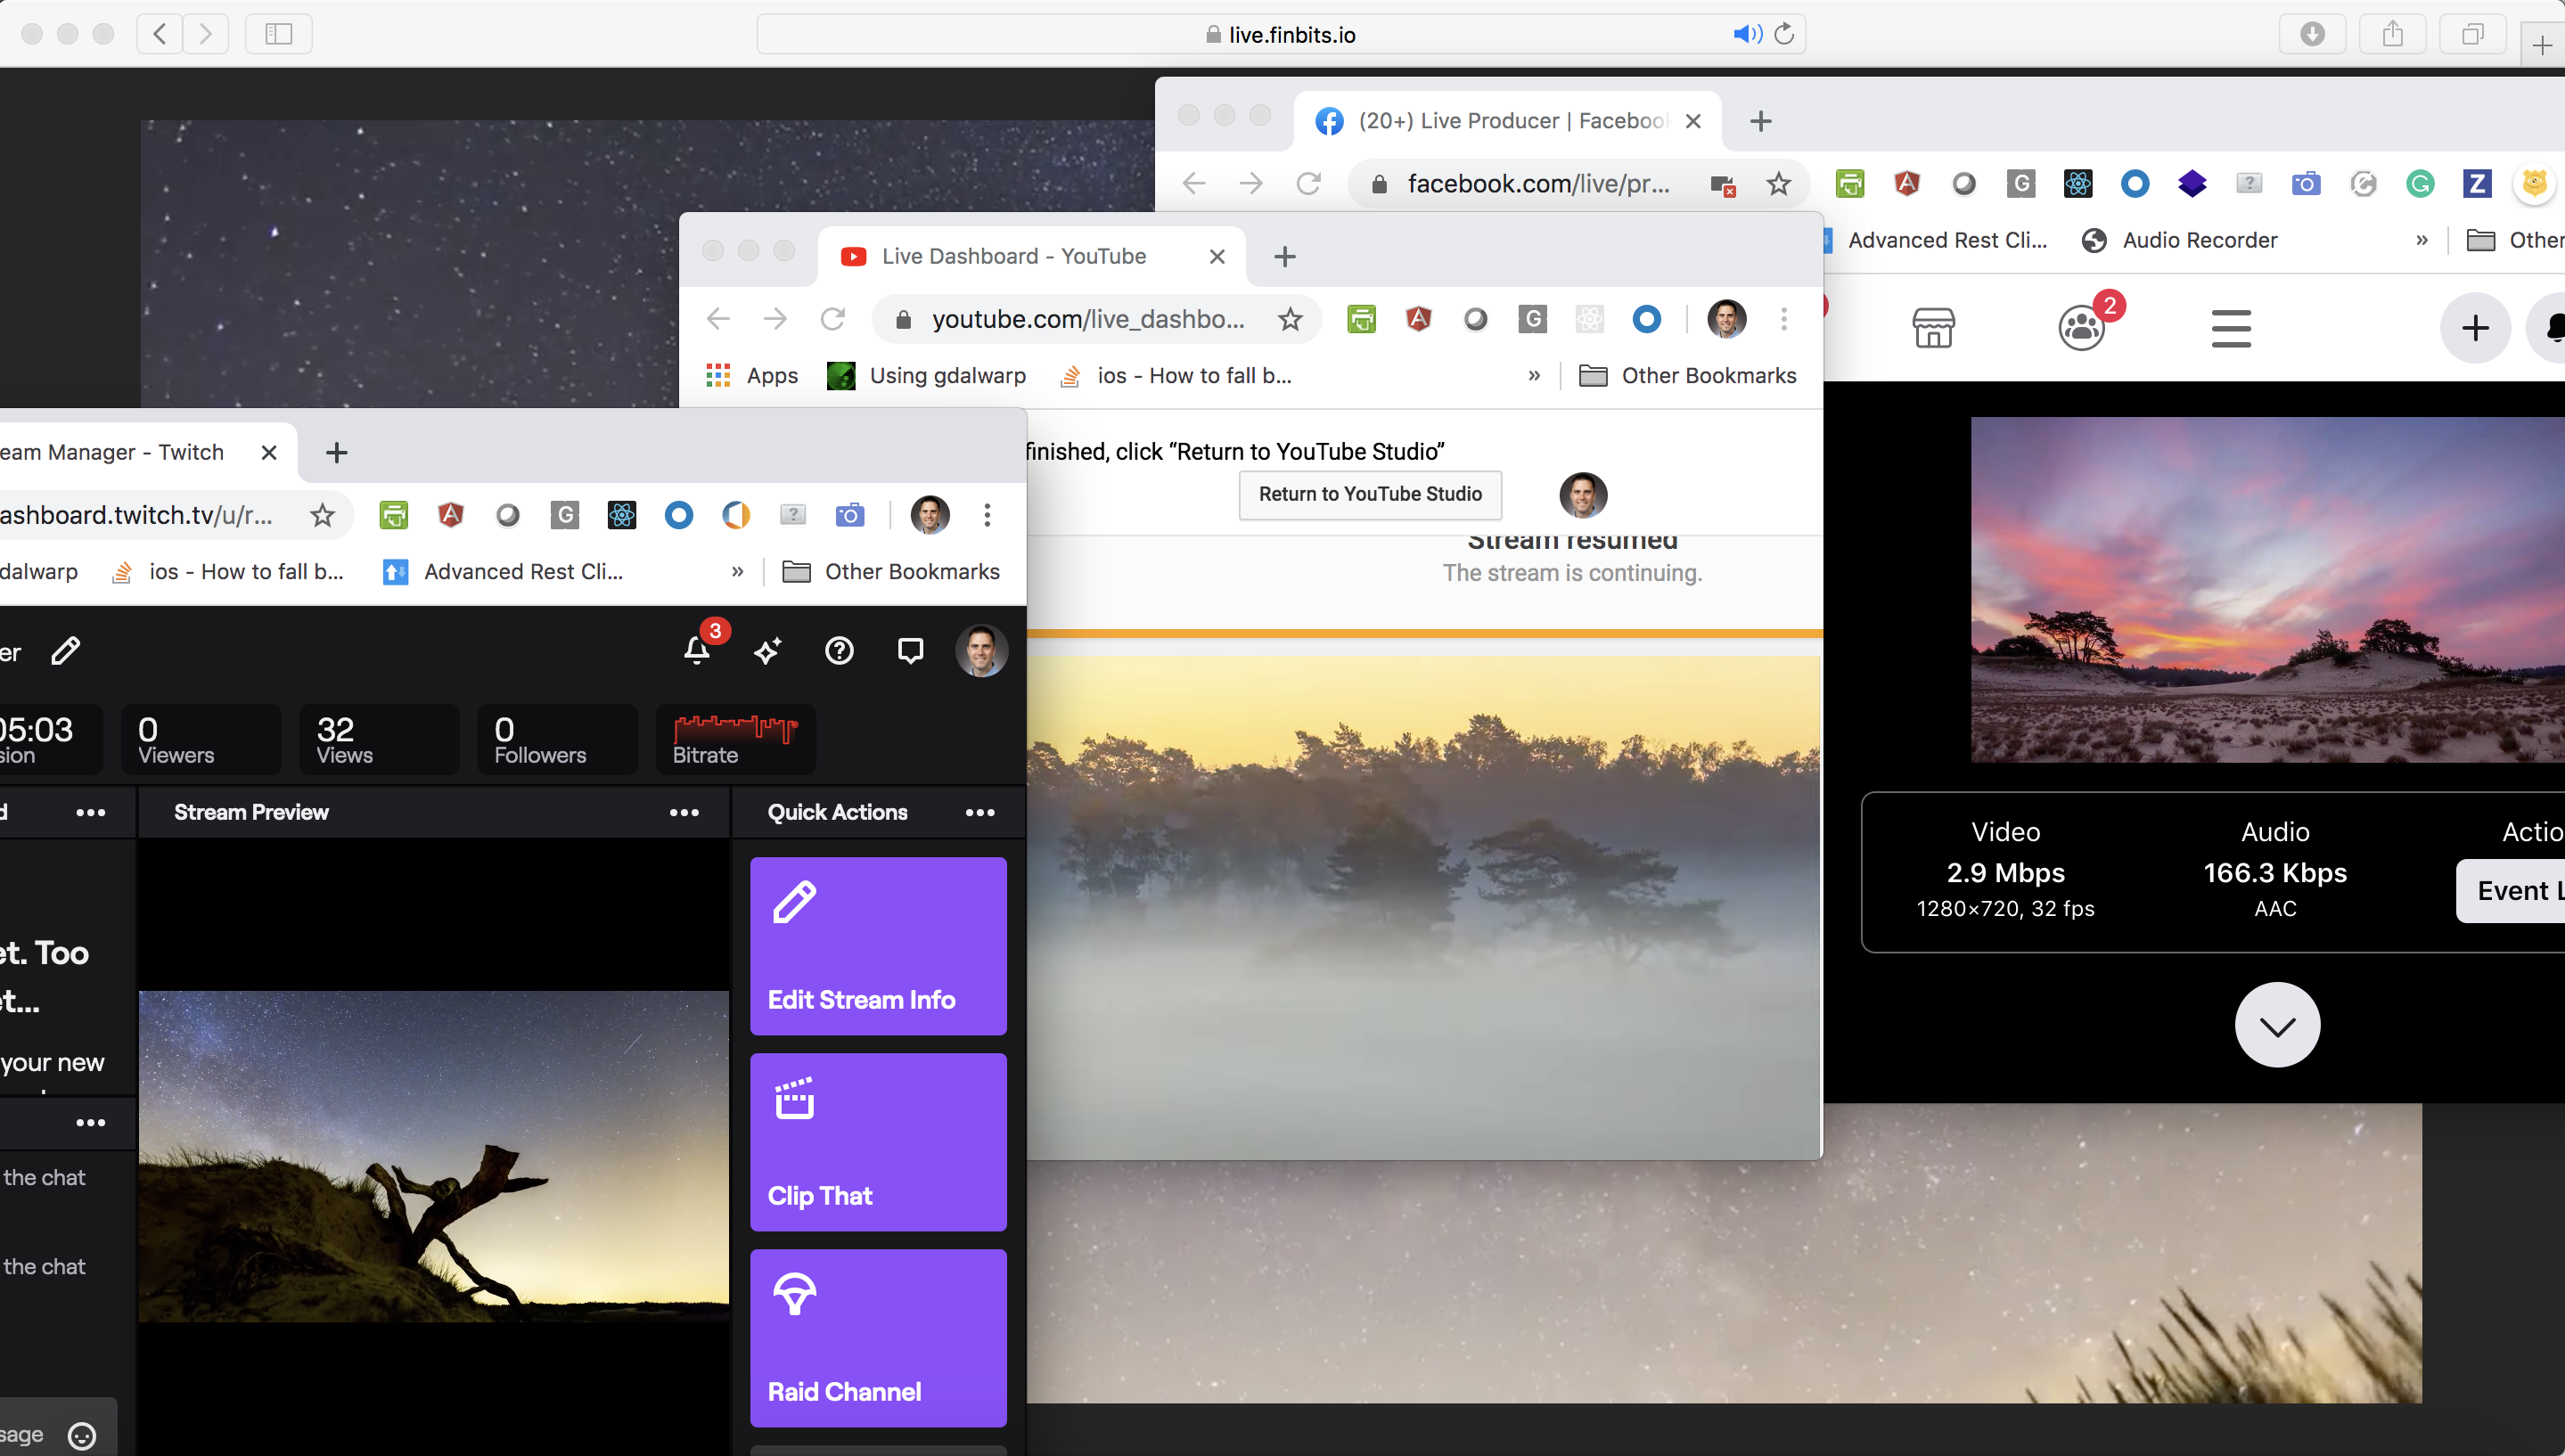 live.finbits.io
(20+) Live Producer | Faceboo
facebook.com/live/pr...
G
G
Z
Advanced Rest Cli...
Audio Recorder
»
Other
2
Live Dashboard - YouTube
youtube.com/live_dashbo...
G
Apps
Using gdalwarp
ios - How to fall b...
»
Other Bookmarks
finished, click “Return to YouTube Studio”
Return to YouTube Studio
Stream resumed
The stream is continuing.
eam Manager - Twitch
ashboard.twitch.tv/u/r...
G
dalwarp
ios - How to fall b...
Advanced Rest Cli...
»
Other Bookmarks
er
3
05:03
sion
0
Viewers
32
Views
0
Followers
Bitrate
d
Stream Preview
Quick Actions
et. Too
et...
your new
the chat
the chat
sage
Edit Stream Info
Clip That
Raid Channel
Video
2.9 Mbps
1280×720, 32 fps
Audio
166.3 Kbps
AAC
Actio
Event L